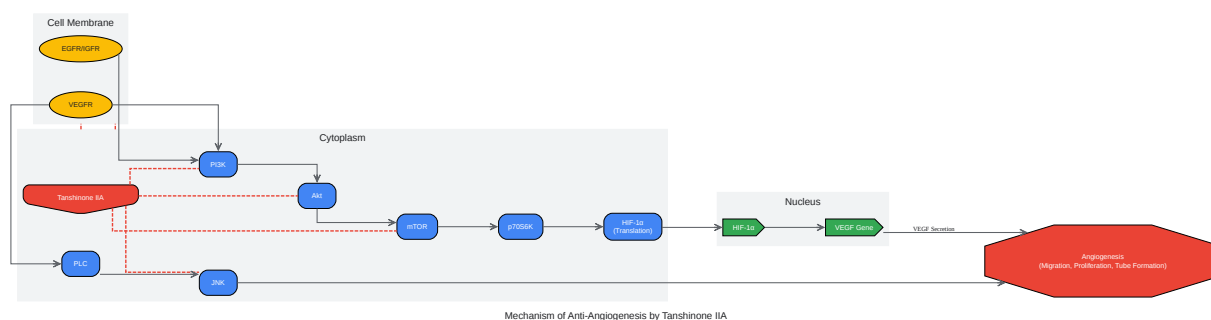 Cell Membrane
EGFR/IGFR
VEGFR
Cytoplasm
PI3K
Tanshinone IIA
Akt
mTOR
p70S6K
HIF-1α
(Translation)
PLC
JNK
Nucleus
HIF-1α
VEGF Gene
VEGF Secretion
Angiogenesis
(Migration, Proliferation, Tube Formation)
Mechanism of Anti-Angiogenesis by Tanshinone IIA